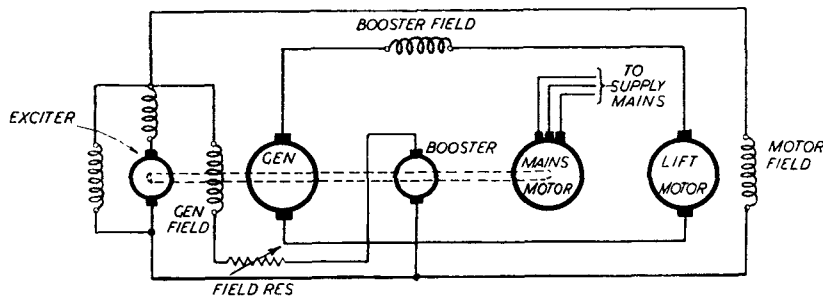 BOOSTER FIELD
TO
SUPPLY
MAINS
EXCITER
GEN
BOOSTER
MAINS
MOTOR
LIFT
MOTOR
MOTOR
FIELD
GEN
FIELD
FIELD RES